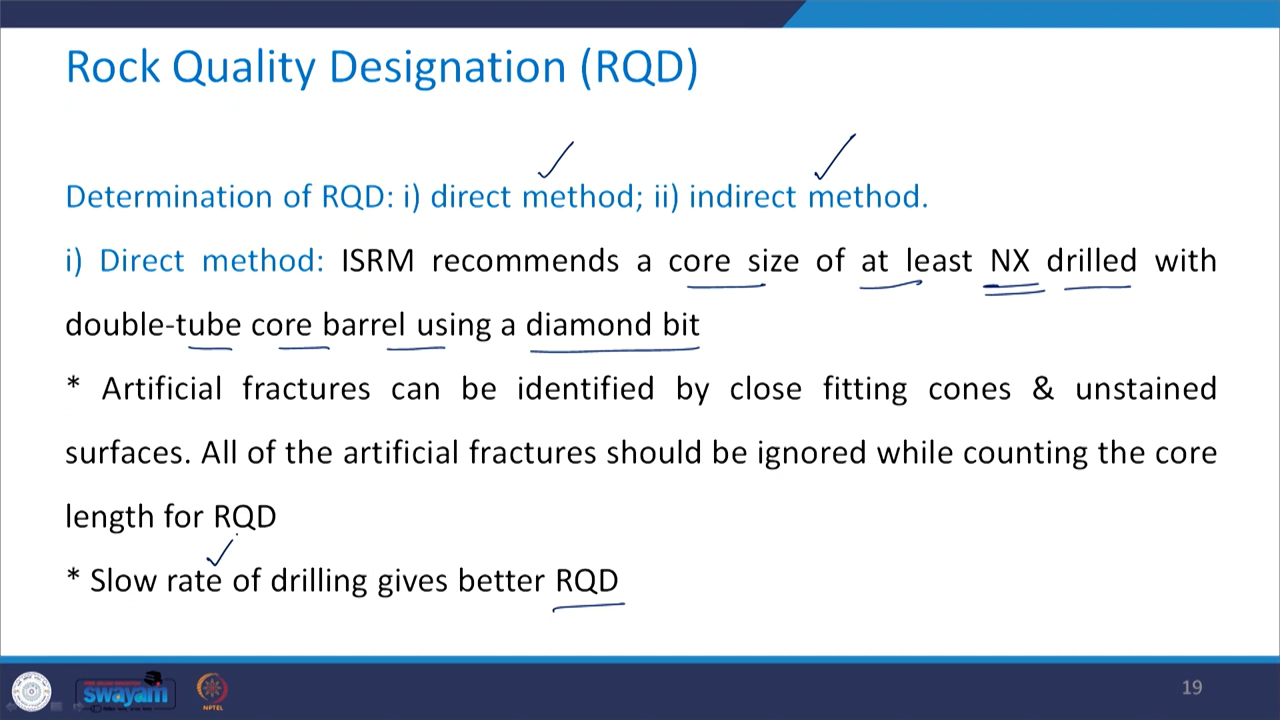 Rock Quality Designation (RQD)
Determination of RQD: i) direct method; ii) indirect method.
i) Direct method: ISRM recommends a core size of at least NX drilled with
double-tube core barrel using a diamond bit
* Artificial fractures can be identified by close fitting cones & unstained
surfaces. All of the artificial fractures should be ignored while counting the core
length for RQD
* Slow rate of drilling gives better RQD
swayam
NPTEL
19